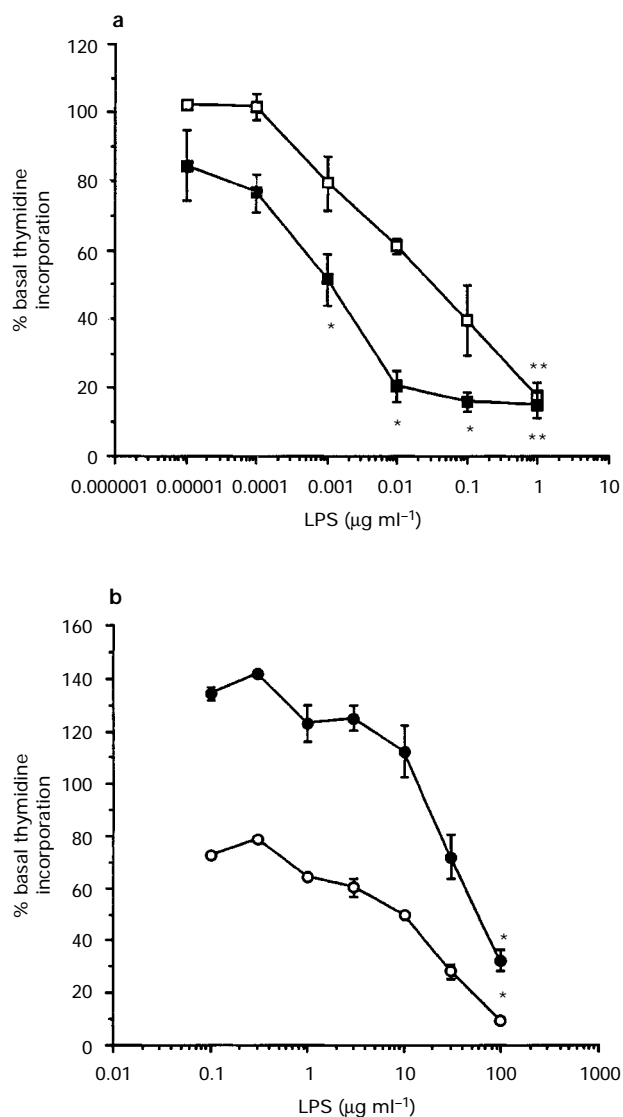 a
120
100
80
60
40
20
0
% basal thymidine
incorporation
*
*
*
**
**
0.000001 0.00001 0.0001 0.001 0.01 0.1 1 10
LPS (μg ml⁻¹)
b
160
140
120
100
80
60
40
20
0
% basal thymidine
incorporation
*
*
0.01 0.1 1 10 100 1000
LPS (μg ml⁻¹)